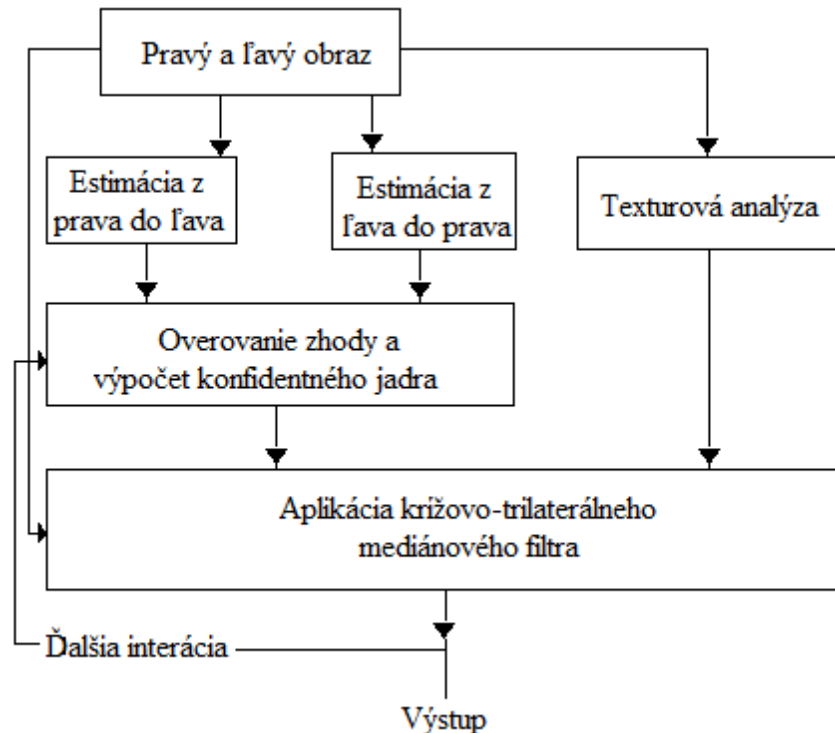 Pravý a ľavý obraz
Estimácia z
prava do ľava
Estimácia z
ľava do prava
Texturová analýza
Overovanie zhody a
výpočet konfidentného jadra
Aplikácia krížovo-trilaterálneho
mediánového filtra
Ďalšia interácia
Výstup